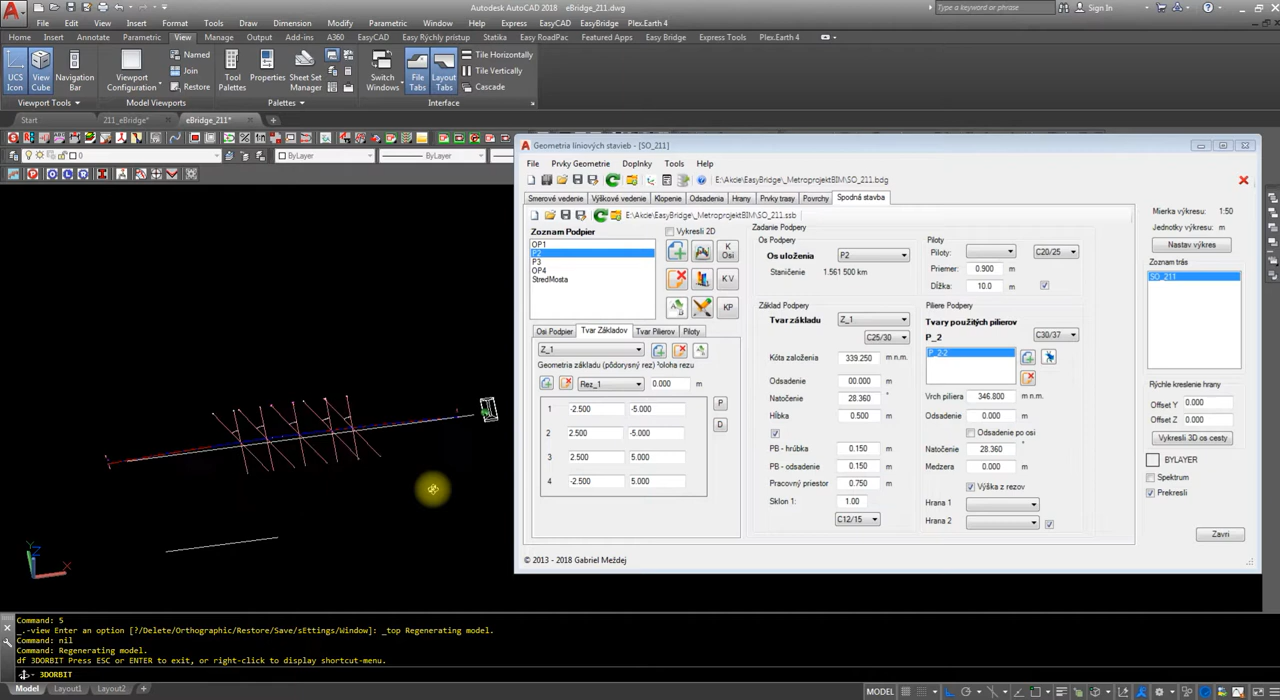 Autodesk AutoCAD 2018 eBridge_211.dwg
Type a keyword or phrase
Sign In
File Edit View Insert Format Tools Draw Dimension Modify Parametric Window Help Express EasyCAD EasyBridge Plex.Earth 4
Home Insert Annotate Parametric View Manage Output Add-ins A360 Easy Rýchly prístup Statika Easy RoadPac Featured Apps Easy Bridge Express Tools Plex.Earth 4
UCS Icon
View Cube
Navigation Bar
Viewport Configuration
Named
Join
Restore
Tool Palettes
Properties
Sheet Set Manager
Switch Windows
File Tabs
Layout Tabs
Tile Horizontally
Tile Vertically
Cascade
Viewport Tools Model Viewports Palettes Interface
Start 211_eBridge* eBridge_211*
0 ByLayer ByLayer
Geometria líniových stavieb - [SO_211]
File Prvky Geometrie Doplnky Tools Help
E:\Akcie\EasyBridge\_MetroprojektBIM\SO_211.bdg
Smerové vedenie Výškové vedenie Klopenie Odsadenia Hrany Prvky trasy Povrchy Spodná stavba
E:\Akcie\EasyBridge\_MetroprojektBIM\SO_211.ssb
Zoznam Podpier
Vykresli 2D
OP1
P2
P3
OP4
StredMosta
K Osi
K V
KP
Osi Podpier Tvar Základov Tvar Pilierov Piloty
Z_1
Geometria základu (pôdorysný rez)
Rez_1 0.000 m
1 -2.500 -5.000
2 2.500 -5.000
3 2.500 5.000
4 -2.500 5.000
P
D
Zadanie Podpery
Os Podpery
Os uloženia P2
Staničenie 1.561 500 km
Základ Podpery
Tvar základu Z_1
C25/30
Kóta založenia 339.250 m n.m.
Odsadenie 00.000 m
Natočenie 28.360 °
Hĺbka 0.500 m
PB - hrúbka 0.150 m
PB - odsadenie 0.150 m
Pracovný priestor 0.750 m
Sklon 1: 1.00
C12/15
Piloty
Piloty: C20/25
Priemer: 0.900 m
Dĺžka: 10.0 m
Piliere Podpery
Tvary použitých pilierov
P_2 C30/37
P_2-2
Vrch piliera 346.800 m n.m.
Odsadenie: 0.000 m
Odsadenie po osi
Natočenie 28.360 °
Medzera 0.000 m
Výška z rezov
Hrana 1
Hrana 2
Mierka výkresu: 1:50
Jednotky výkresu: m
Nastav výkres
Zoznam trás
SO_211
Rýchle kreslenie hrany
Offset Y 0.000
Offset Z 0.000
Vykresli 3D os cesty
BYLAYER
Spektrum
Prekresli
Zavri
© 2013 - 2018 Gabriel Meždej
Y Z X
Command: 5
_.-view Enter an option [?/Delete/Orthographic/Restore/Save/sEttings/Window]: _top Regenerating model.
Command: nil
Command: Regenerating model.
df 3DORBIT Press ESC or ENTER to exit, or right-click to display shortcut-menu.
3DORBIT
Model Layout1 Layout2 +
MODEL